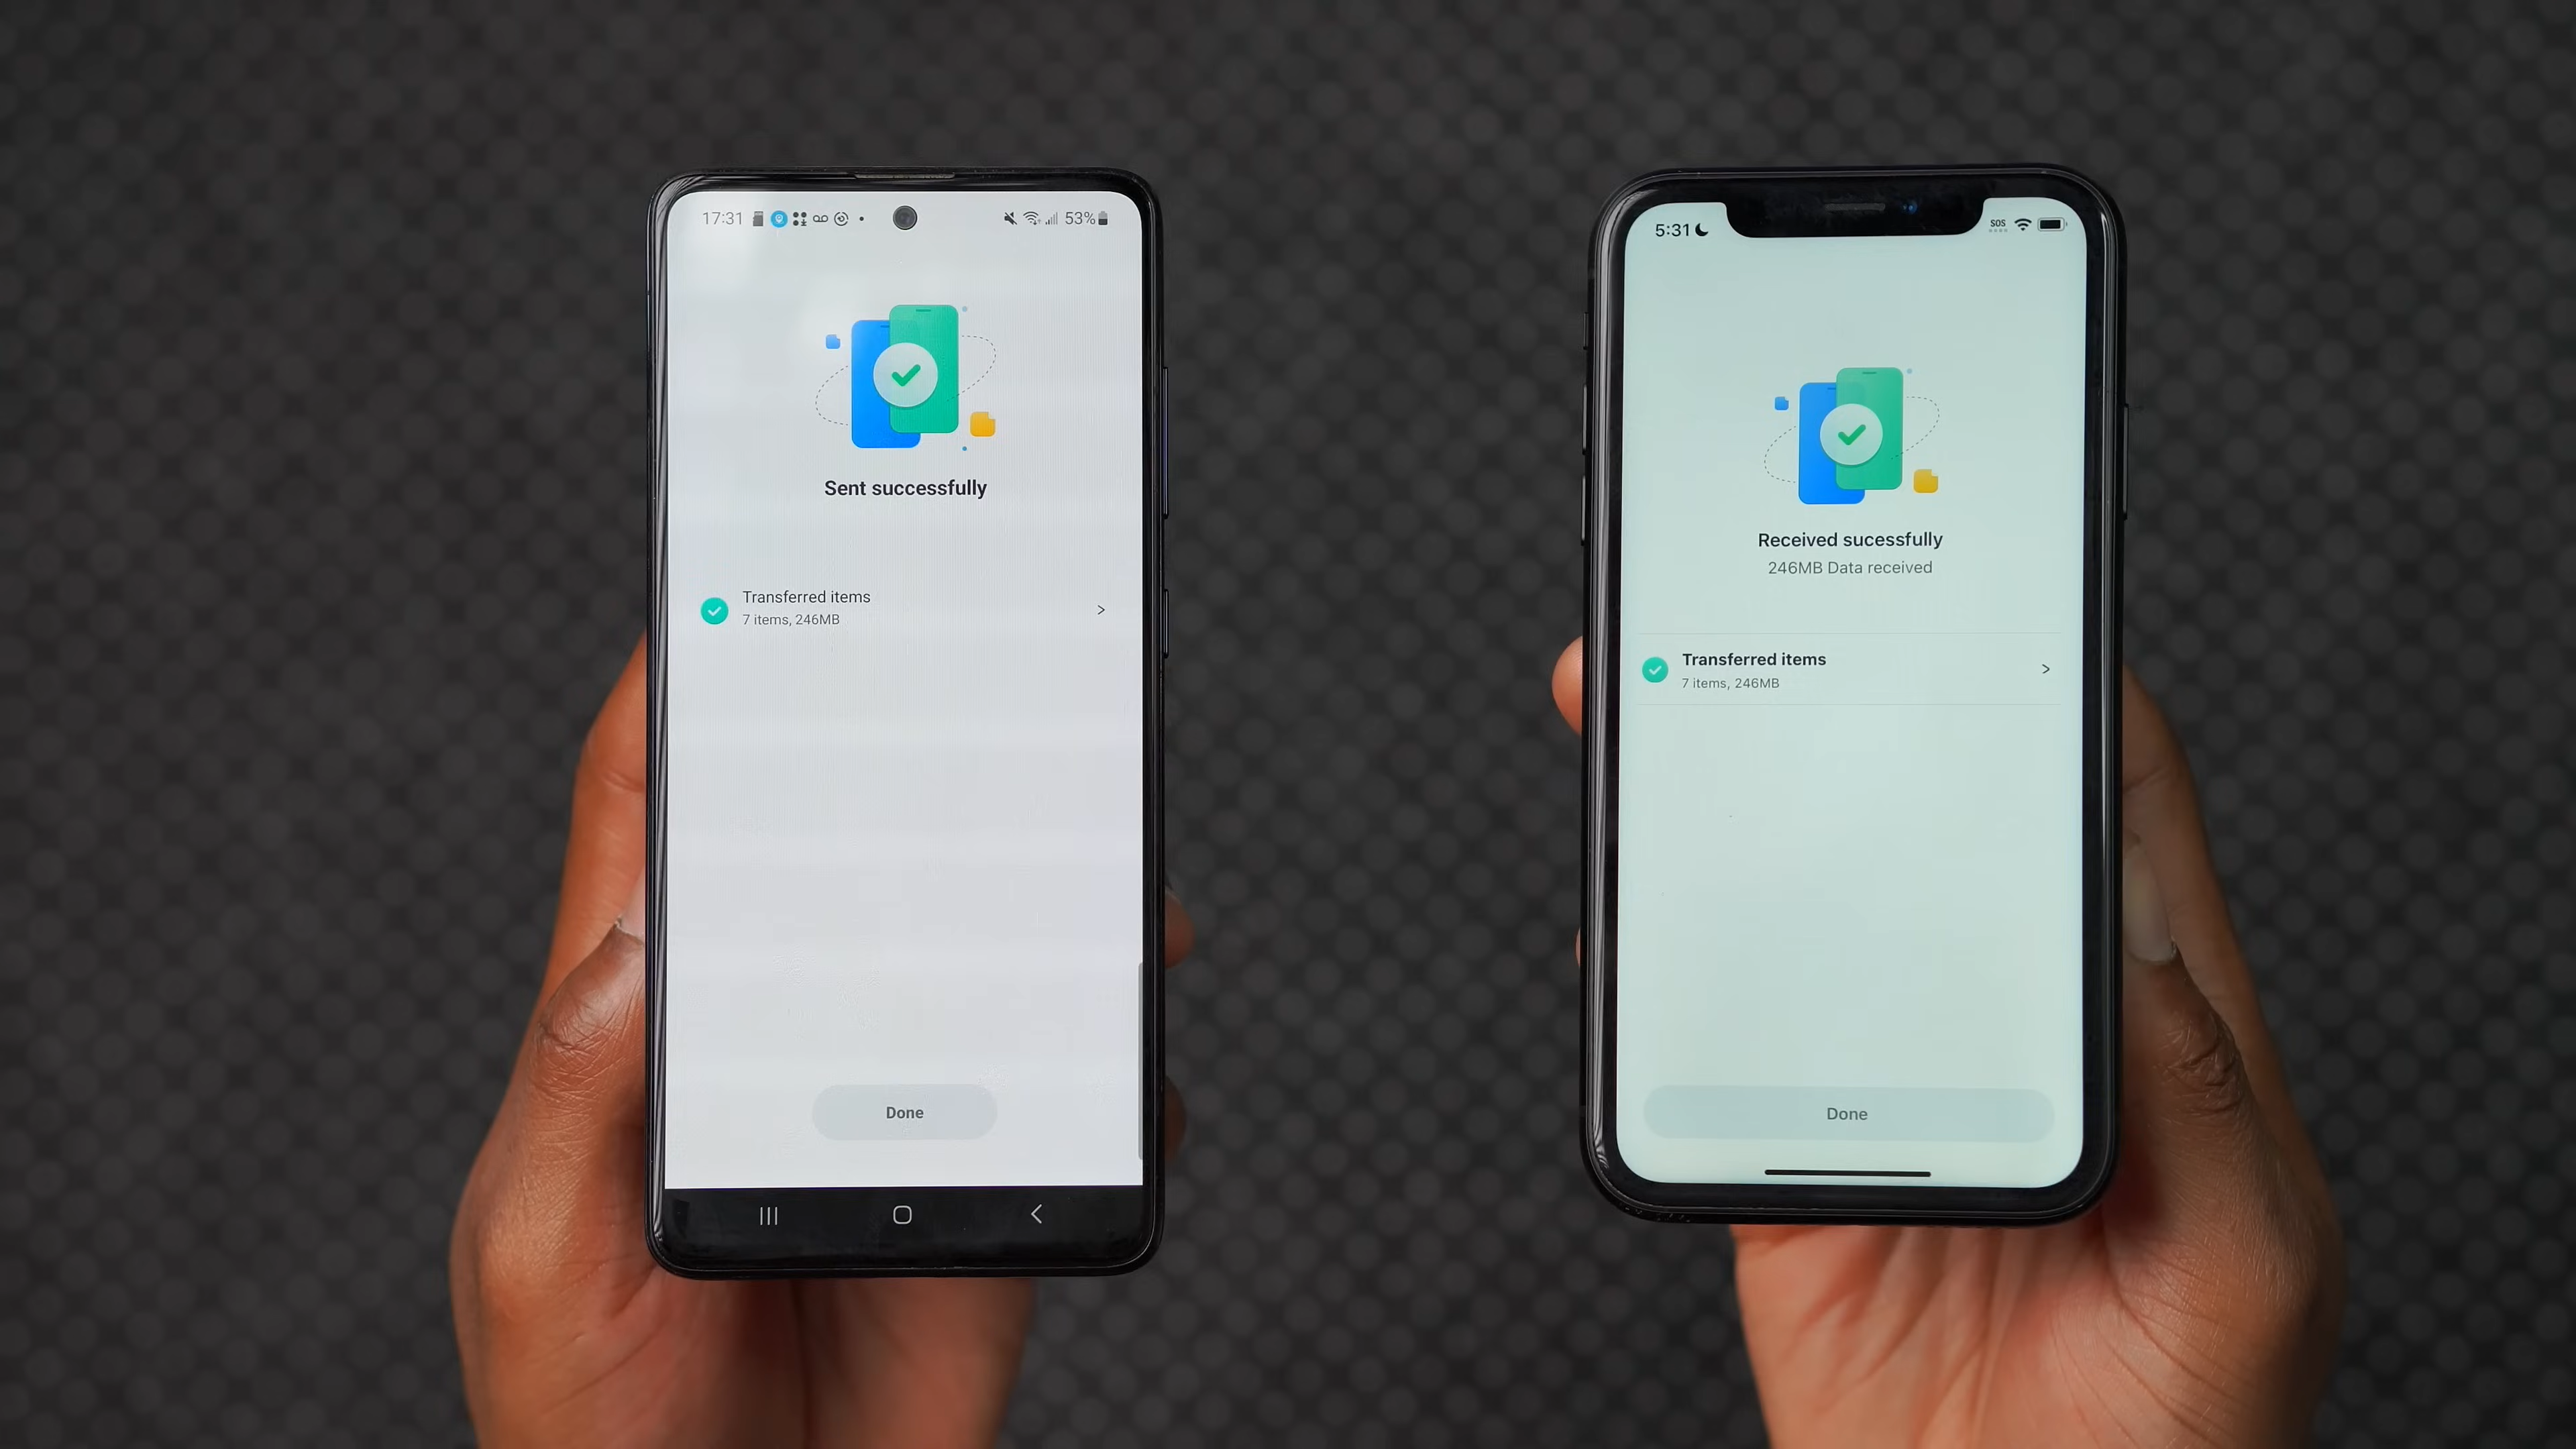 17:31
53%
Sent successfully
Transferred items
7 items, 246MB
Done
5:31
SOS
Received sucessfully
246MB Data received
Transferred items
7 items, 246MB
Done